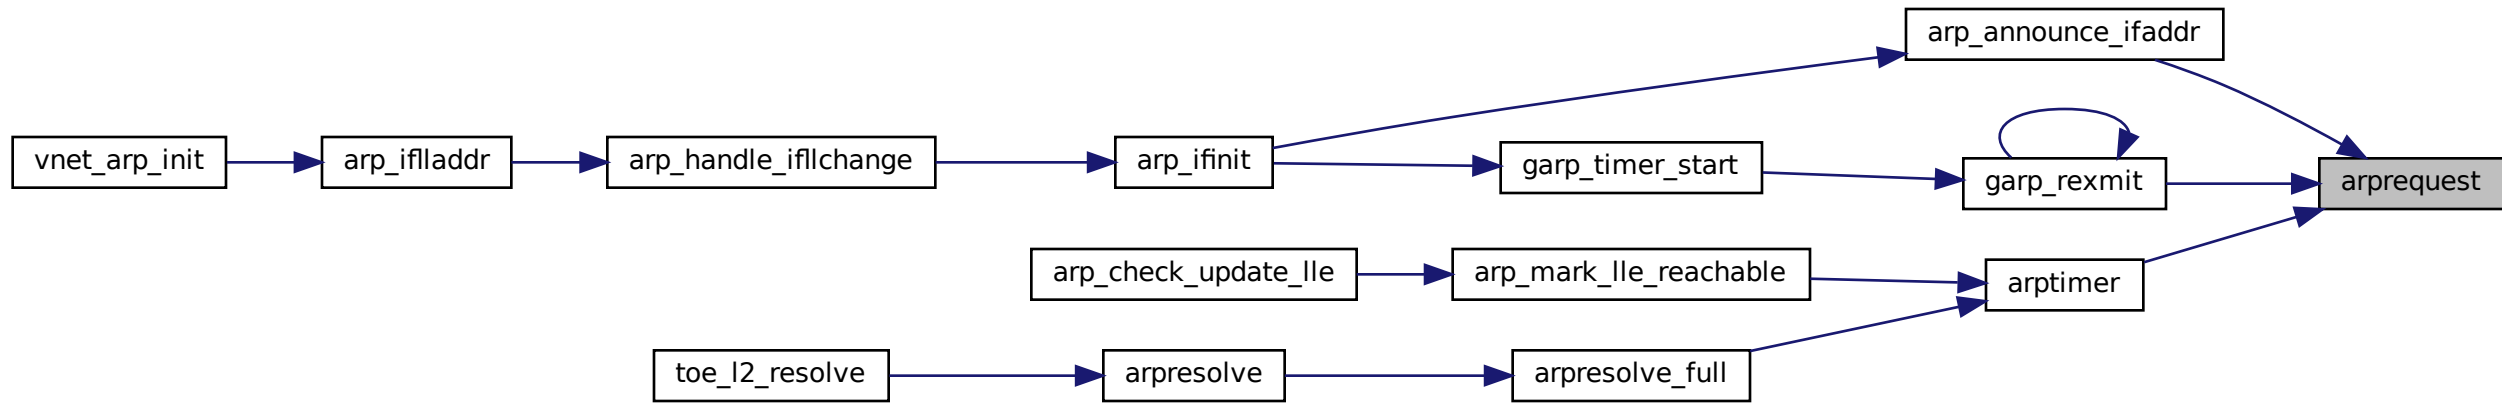 arp_announce_ifaddr
vnet_arp_init
arp_iflladdr
arp_handle_ifllchange
arp_ifinit
garp_timer_start
garp_rexmit
arprequest
arp_check_update_lle
arp_mark_lle_reachable
arptimer
toe_l2_resolve
arpresolve
arpresolve_full